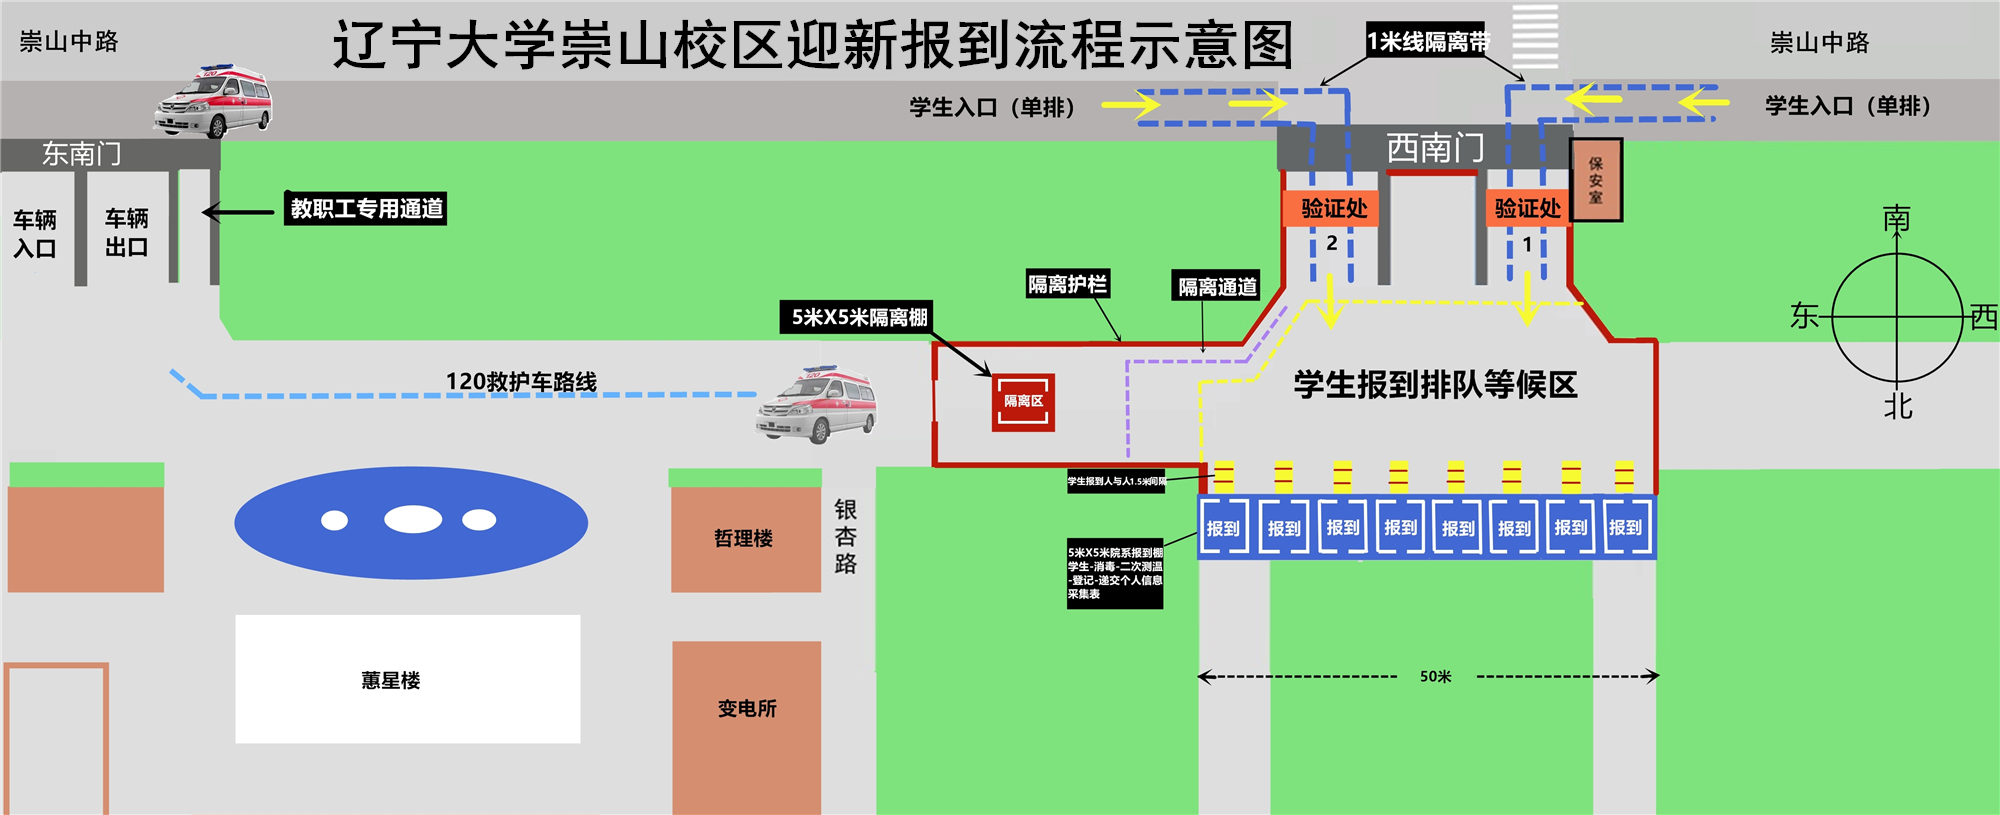 辽宁大学崇山校区迎新报到流程示意图
崇山中路
1米线隔离带
崇山中路
120
学生入口（单排）
学生入口（单排）
东南门
西南门
保安室
车辆入口
车辆出口
教职工专用通道
验证处
2
验证处
1
南
东
西
北
隔离护栏
隔离通道
5米X5米隔离棚
120救护车路线
120
隔离区
学生报到排队等候区
学生报到人与人1.5米间隔
报到
报到
报到
报到
报到
报到
报到
报到
5米X5米院系报到棚
学生-消毒-二次测温
-登记-递交个人信息
采集表
哲理楼
银杏路
蕙星楼
变电所
50米